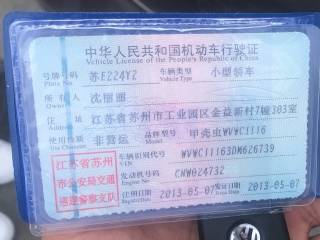 中华人民共和国机动车行驶证
Vehicle License of the People's Republic of China
号牌号码 苏E224YZ 车辆类型 小型轿车
Plate No. Vehicle Type
所有人 沈丽丽
Owner
住址 江苏省苏州市工业园区金益新村7幢303室
Address
使用性质 非营运 品牌型号 甲壳虫WVWC1116
Use Character Model
江苏省苏州
市公安局交通
巡逻警察支队
车辆识别代号 WVWC11163DM626739
VIN
发动机号码 CNW024732
Engine No.
注册日期 2013-05-07 发证日期 2013-05-07
Register Date Issue Date